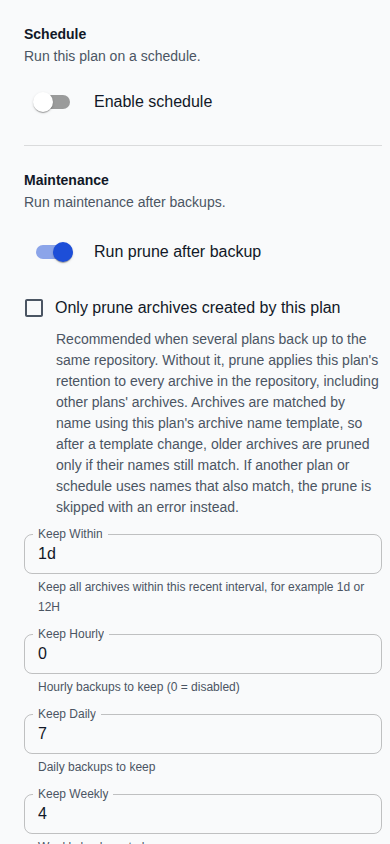 Schedule
Run this plan on a schedule.
Enable schedule
Maintenance
Run maintenance after backups.
Run prune after backup
Only prune archives created by this plan
Recommended when several plans back up to the
same repository. Without it, prune applies this plan's
retention to every archive in the repository, including
other plans' archives. Archives are matched by
name using this plan's archive name template, so
after a template change, older archives are pruned
only if their names still match. If another plan or
schedule uses names that also match, the prune is
skipped with an error instead.
Keep Within
1d
Keep all archives within this recent interval, for example 1d or
12H
Keep Hourly
0
Hourly backups to keep (0 = disabled)
Keep Daily
7
Daily backups to keep
Keep Weekly
4